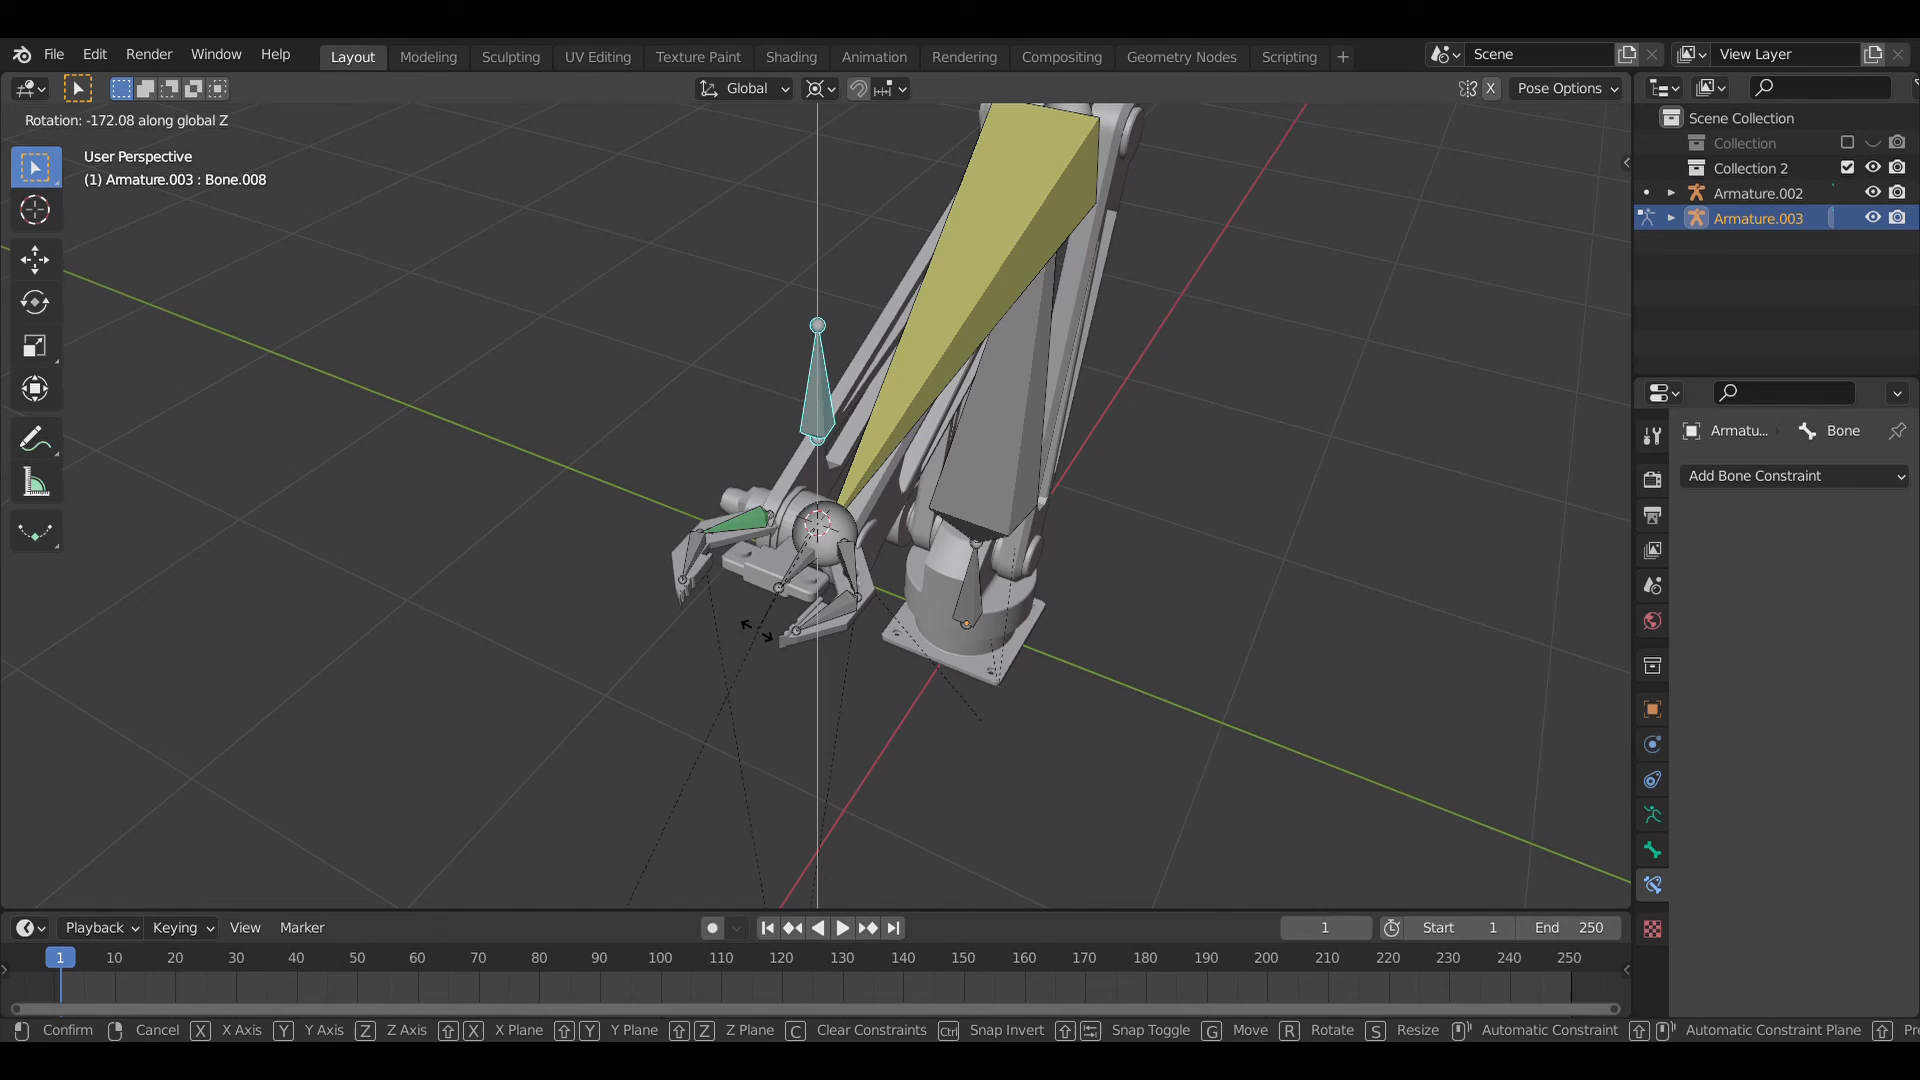 File Edit Render Window Help Layout Modeling Sculpting UV Editing Texture Paint Shading Animation Rendering Compositing Geometry Nodes Scripting + Scene View Layer
Global X Pose Options
Rotation: -172.08 along global Z
User Perspective
(1) Armature.003 : Bone.008
Scene Collection
Collection
Collection 2
Armature.002
Armature.003
Armatu... Bone
Add Bone Constraint
Playback Keying View Marker 1 Start 1 End 250
1 10 20 30 40 50 60 70 80 90 100 110 120 130 140 150 160 170 180 190 200 210 220 230 240 250
Confirm Cancel X X Axis Y Y Axis Z Z Axis X X Plane Y Y Plane Z Z Plane C Clear Constraints Ctrl Snap Invert Snap Toggle G Move R Rotate S Resize Automatic Constraint Automatic Constraint Plane